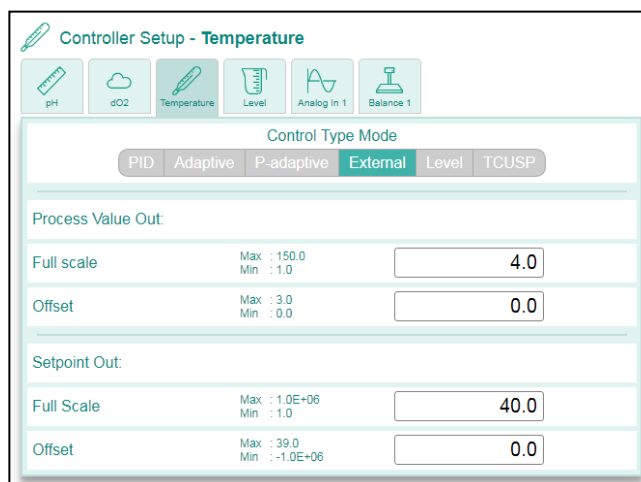 Controller Setup - Temperature
pH dO2 Temperature Level Analog In 1 Balance 1
Control Type Mode
PID Adaptive P-adaptive External Level TCUSP
Process Value Out:
Full scale Max : 150.0 4.0
Min : 1.0
Offset Max : 3.0 0.0
Min : 0.0
Setpoint Out:
Full Scale Max : 1.0E+06 40.0
Min : 1.0
Offset Max : 39.0 0.0
Min : -1.0E+06